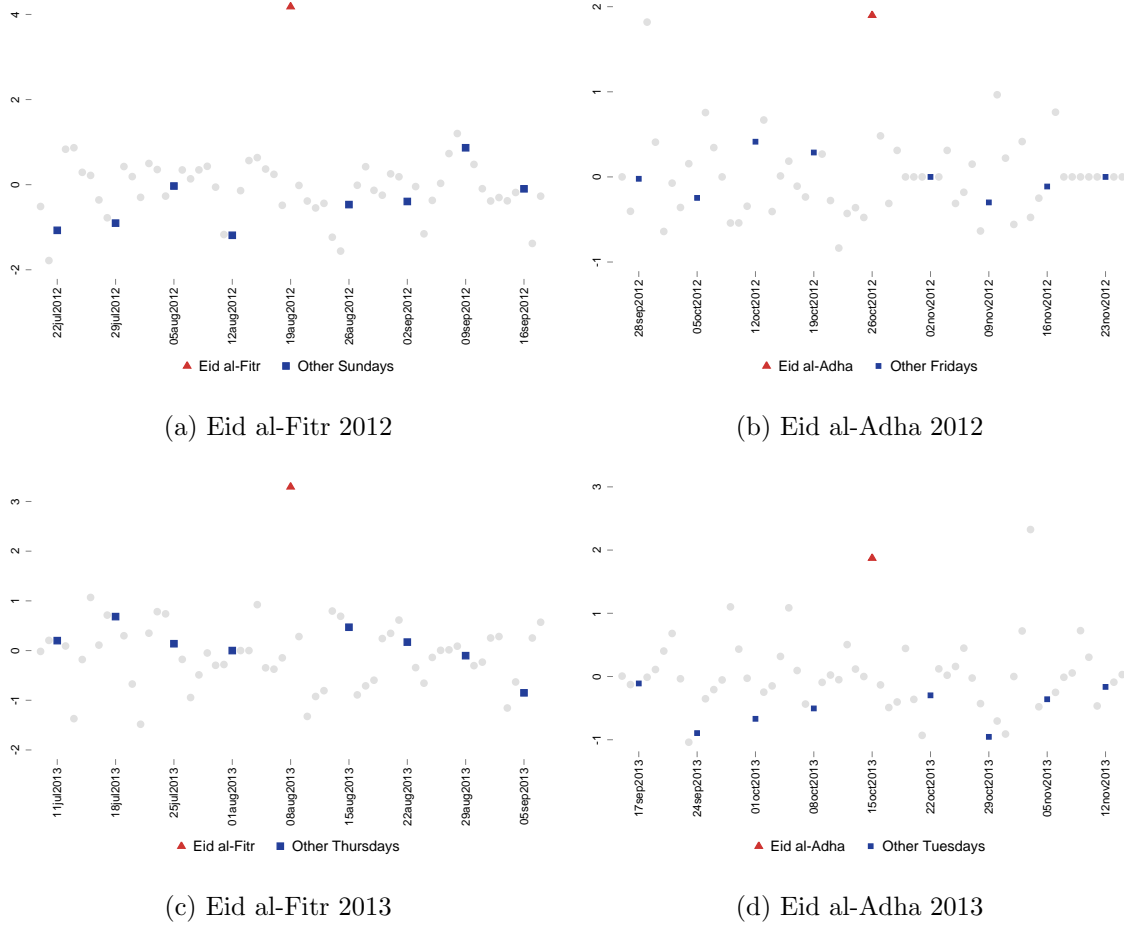 4
2
0
-2
22jul2012
29jul2012
05aug2012
12aug2012
19aug2012
26aug2012
02sep2012
09sep2012
16sep2012
Eid al-Fitr Other Sundays
(a) Eid al-Fitr 2012
2
1
0
-1
28sep2012
05oct2012
12oct2012
19oct2012
26oct2012
02nov2012
09nov2012
16nov2012
23nov2012
Eid al-Adha Other Fridays
(b) Eid al-Adha 2012
3
2
1
0
-1
-2
11jul2013
18jul2013
25jul2013
01aug2013
08aug2013
15aug2013
22aug2013
29aug2013
05sep2013
Eid al-Fitr Other Thursdays
(c) Eid al-Fitr 2013
3
2
1
0
-1
17sep2013
24sep2013
01oct2013
08oct2013
15oct2013
22oct2013
29oct2013
05nov2013
12nov2013
Eid al-Adha Other Tuesdays
(d) Eid al-Adha 2013